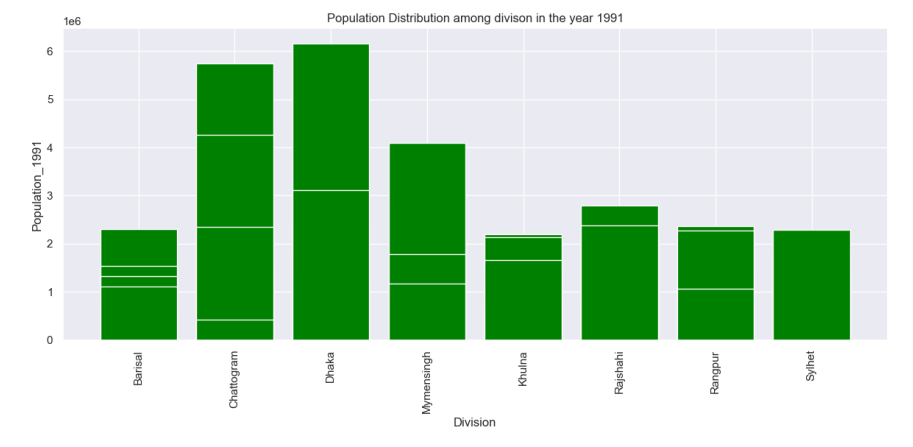 Population Distribution among divison in the year 1991
1e6
6
5
4
3
2
1
0
Population_1991
Barisal
Chattogram
Dhaka
Mymensingh
Khulna
Rajshahi
Rangpur
Sylhet
Division